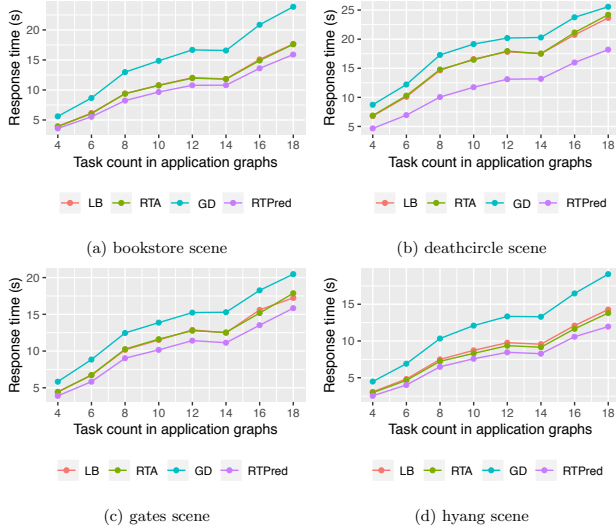 Response time (s)
20
15
10
5
4 6 8 10 12 14 16 18
Task count in application graphs
LB RTA GD RTPred
(a) bookstore scene
Response time (s)
25
20
15
10
5
4 6 8 10 12 14 16 18
Task count in application graphs
LB RTA GD RTPred
(b) deathcircle scene
Response time (s)
20
15
10
5
4 6 8 10 12 14 16 18
Task count in application graphs
LB RTA GD RTPred
(c) gates scene
Response time (s)
15
10
5
4 6 8 10 12 14 16 18
Task count in application graphs
LB RTA GD RTPred
(d) hyang scene